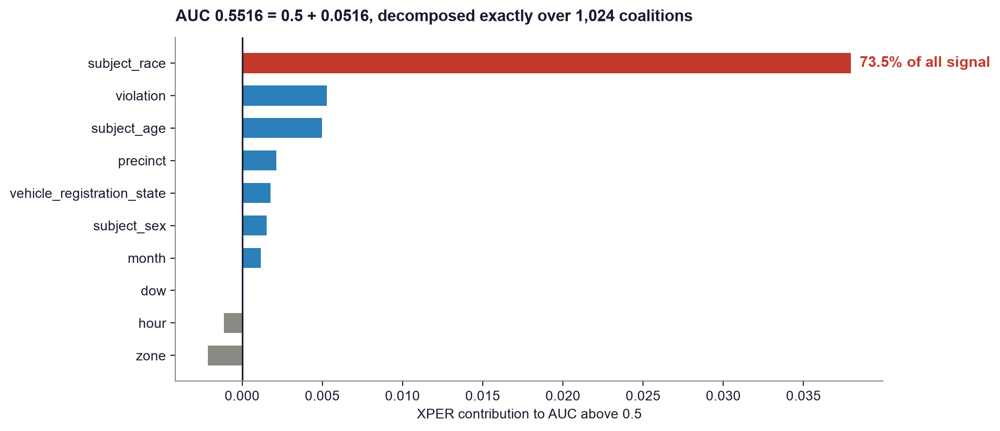 AUC 0.5516 = 0.5 + 0.0516, decomposed exactly over 1,024 coalitions
subject_race
73.5% of all signal
violation
subject_age
precinct
vehicle_registration_state
subject_sex
month
dow
hour
zone
0.000 0.005 0.010 0.015 0.020 0.025 0.030 0.035
XPER contribution to AUC above 0.5